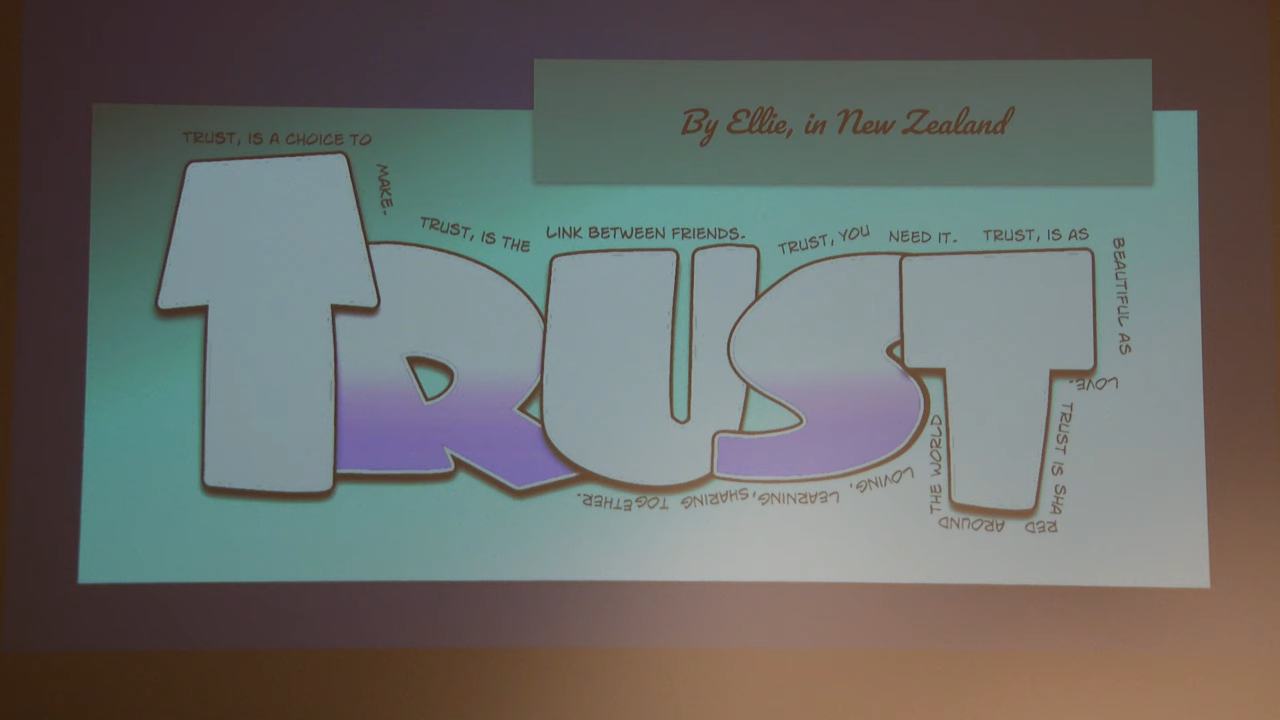 By Ellie, in New Zealand
TRUST, IS A CHOICE TO
MAKE.
TRUST, IS THE
LINK BETWEEN FRIENDS.
TRUST, YOU
NEED IT.
TRUST, IS AS
BEAUTIFUL AS
LOVE.
TRUST IS SHA
RED
AROUND
THE WORLD
LOVING,
LEARNING, SHARING TOGETHER.
TRUST